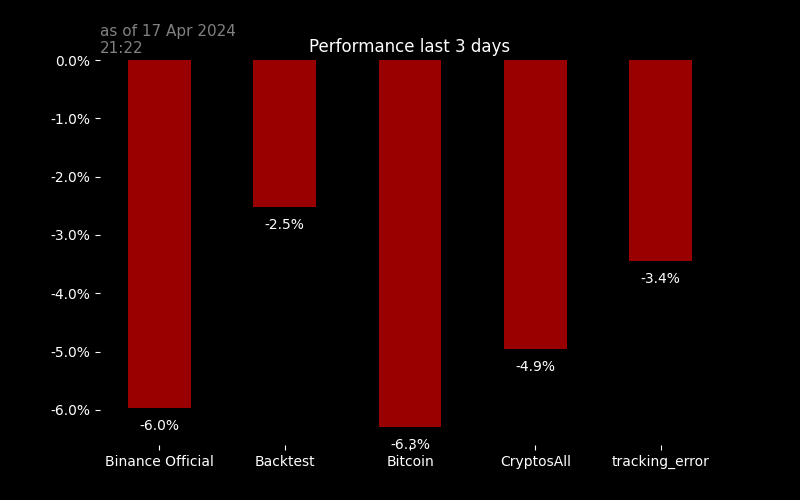 as of 17 Apr 2024
21:22
Performance last 3 days
0.0%
-1.0%
-2.0%
-3.0%
-4.0%
-5.0%
-6.0%
-6.0%
-2.5%
-6.3%
-4.9%
-3.4%
Binance Official
Backtest
Bitcoin
CryptosAll
tracking_error